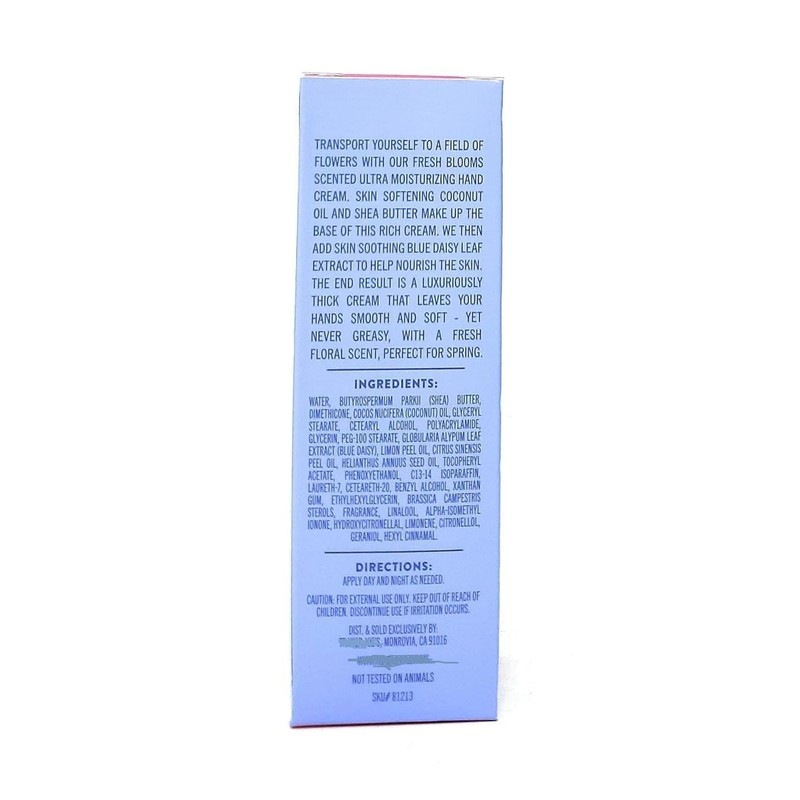 TRANSPORT YOURSELF TO A FIELD OF
FLOWERS WITH OUR FRESH BLOOMS
SCENTED ULTRA MOISTURIZING HAND
CREAM. SKIN SOFTENING COCONUT
OIL AND SHEA BUTTER MAKE UP THE
BASE OF THIS RICH CREAM. WE THEN
ADD SKIN SOOTHING BLUE DAISY LEAF
EXTRACT TO HELP NOURISH THE SKIN.
THE END RESULT IS A LUXURIOUSLY
THICK CREAM THAT LEAVES YOUR
HANDS SMOOTH AND SOFT - YET
NEVER GREASY, WITH A FRESH
FLORAL SCENT, PERFECT FOR SPRING.
INGREDIENTS:
WATER, BUTYROSPERMUM PARKII (SHEA) BUTTER,
DIMETHICONE, COCOS NUCIFERA (COCONUT) OIL, GLYCERYL
STEARATE, CETEARYL ALCOHOL, POLYACRYLAMIDE,
GLYCERIN, PEG-100 STEARATE, GLOBULARIA ALYPUM LEAF
EXTRACT (BLUE DAISY), LIMON PEEL OIL, CITRUS SINENSIS
PEEL OIL, HELIANTHUS ANNUUS SEED OIL, TOCOPHERYL
ACETATE, PHENOXYETHANOL, C13-14 ISOPARAFFIN,
LAURETH-7, CETEARETH-20, BENZYL ALCOHOL, XANTHAN
GUM, ETHYLHEXYLGLYCERIN, BRASSICA CAMPESTRIS
STEROLS, FRAGRANCE, LINALOOL, ALPHA-ISOMETHYL
IONONE, HYDROXYCITRONELLAL, LIMONENE, CITRONELLOL,
GERANIOL, HEXYL CINNAMAL.
DIRECTIONS:
APPLY DAY AND NIGHT AS NEEDED.
CAUTION: FOR EXTERNAL USE ONLY. KEEP OUT OF REACH OF
CHILDREN. DISCONTINUE USE IF IRRITATION OCCURS.
DIST. & SOLD EXCLUSIVELY BY:
MONROVIA, CA 91016
NOT TESTED ON ANIMALS
SKU# 81213